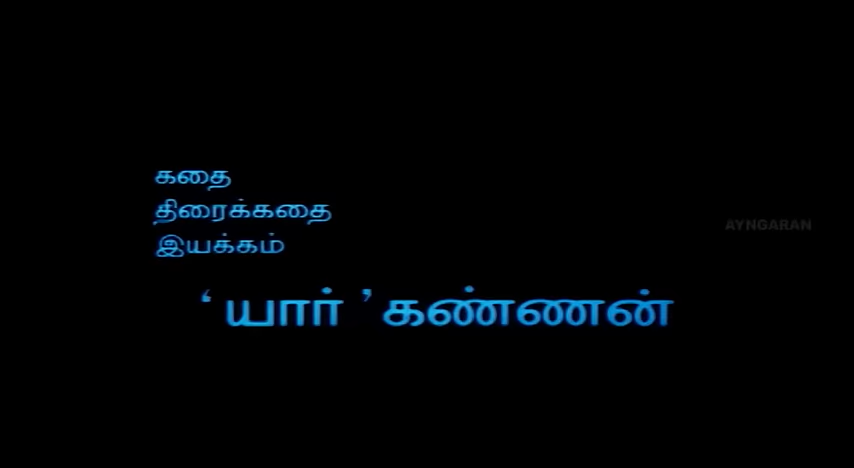 கதை
திரைக்கதை
இயக்கம்
AYNGARAN
‘ யார் ’ கண்ணன்